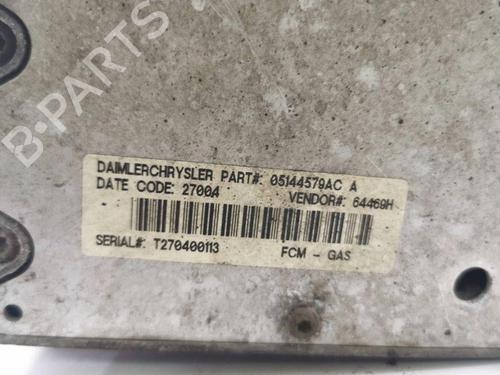 B-PARTS
DAIMLERCHRYSLER PART#: 05144579AC A
DATE CODE: 27004 VENDOR#: 64469H
SERIAL#: T270400113 FCM - GAS